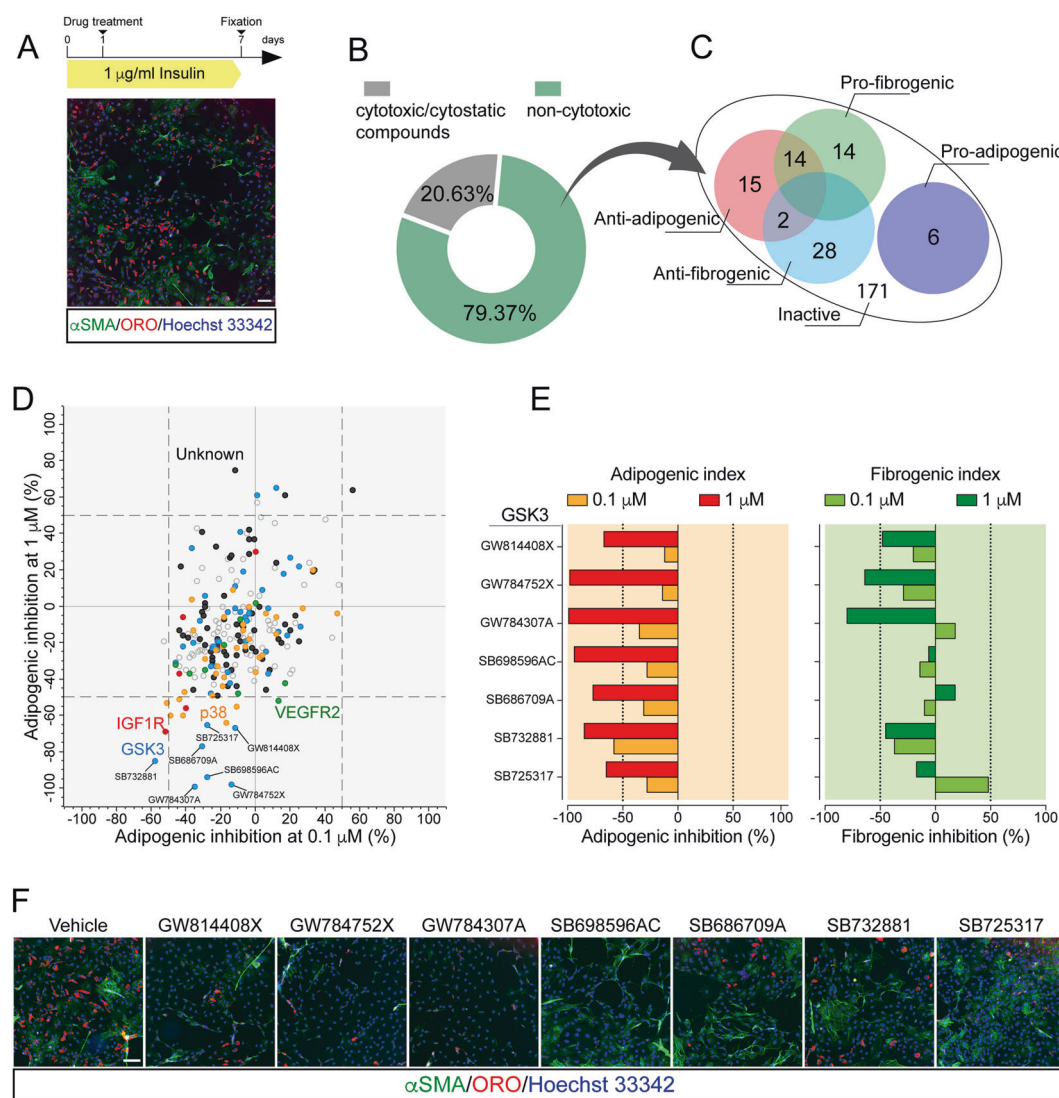 A
Drug treatment
Fixation
0
1
7
days
1 μg/ml Insulin
αSMA/ORO/Hoechst 33342
B
cytotoxic/cytostatic
compounds
non-cytotoxic
20.63%
79.37%
C
Pro-fibrogenic
Pro-adipogenic
14
14
15
2
28
6
Anti-adipogenic
Anti-fibrogenic
171
Inactive
D
Adipogenic inhibition at 1 μM (%)
100
80
60
40
20
0
-20
-40
-60
-80
-100
Unknown
IGF1R
p38
VEGFR2
GSK3
SB725317
GW814408X
SB686709A
SB732881
SB698596AC
GW784307A
GW784752X
-100 -80 -60 -40 -20 0 20 40 60 80 100
Adipogenic inhibition at 0.1 μM (%)
E
Adipogenic index
0.1 μM
1 μM
Fibrogenic index
0.1 μM
1 μM
GSK3
GW814408X
GW784752X
GW784307A
SB698596AC
SB686709A
SB732881
SB725317
-100 -50 0 50 100
Adipogenic inhibition (%)
-100 -50 0 50 100
Fibrogenic inhibition (%)
F
Vehicle
GW814408X
GW784752X
GW784307A
SB698596AC
SB686709A
SB732881
SB725317
αSMA/ORO/Hoechst 33342